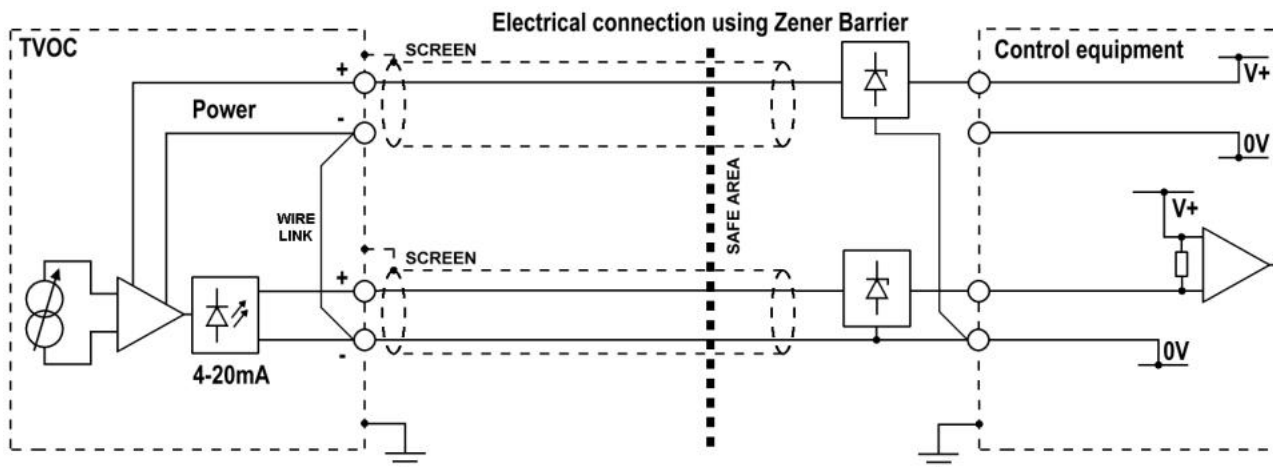 Electrical connection using Zener Barrier
TVOC
SCREEN
Control equipment
+
V+
Power
-
0V
SAFE AREA
WIRE
LINK
V+
SCREEN
+
-
4-20mA
0V